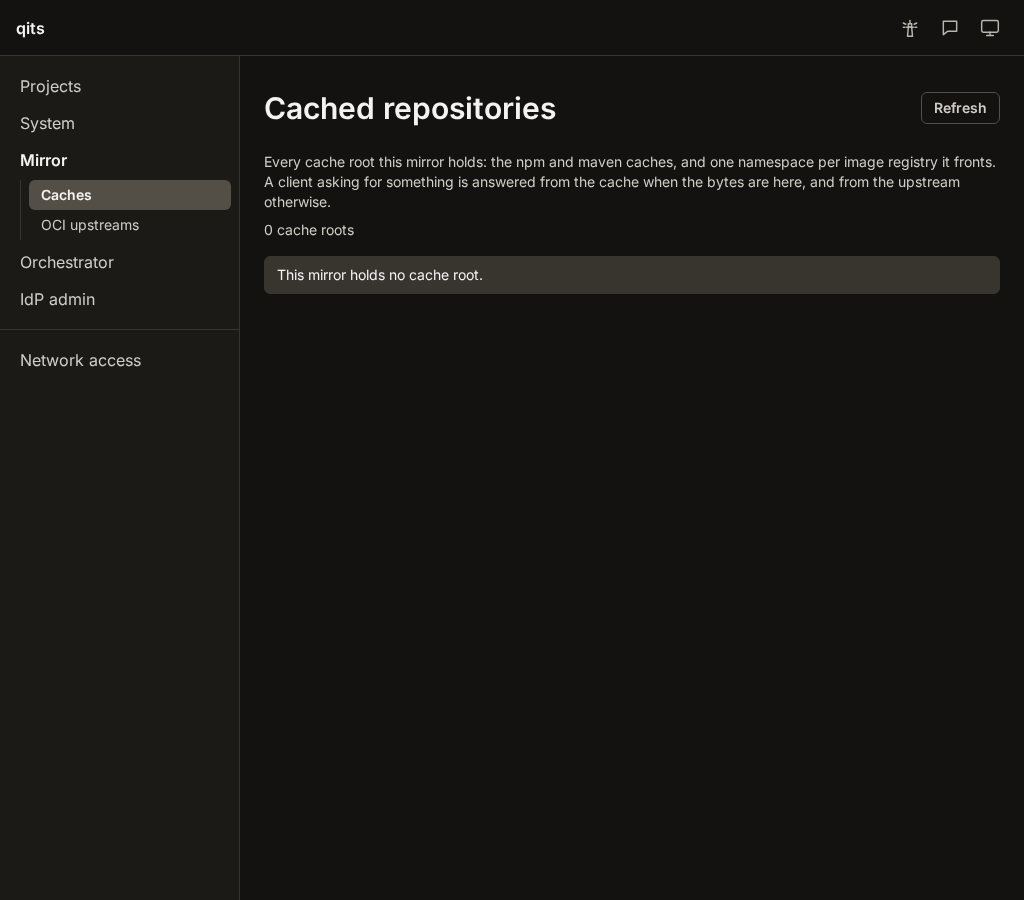 qits
Projects
System
Mirror
Caches
OCI upstreams
Orchestrator
IdP admin
Network access
Cached repositories
Refresh
Every cache root this mirror holds: the npm and maven caches, and one namespace per image registry it fronts.
A client asking for something is answered from the cache when the bytes are here, and from the upstream
otherwise.
0 cache roots
This mirror holds no cache root.